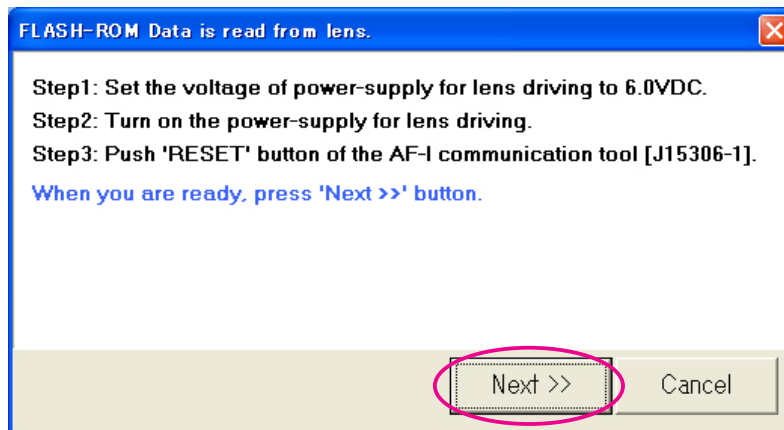 FLASH-ROM Data is read from lens.
Step1: Set the voltage of power-supply for lens driving to 6.0VDC.
Step2: Turn on the power-supply for lens driving.
Step3: Push 'RESET' button of the AF-I communication tool [J15306-1].
When you are ready, press 'Next >>' button.
Next >> Cancel